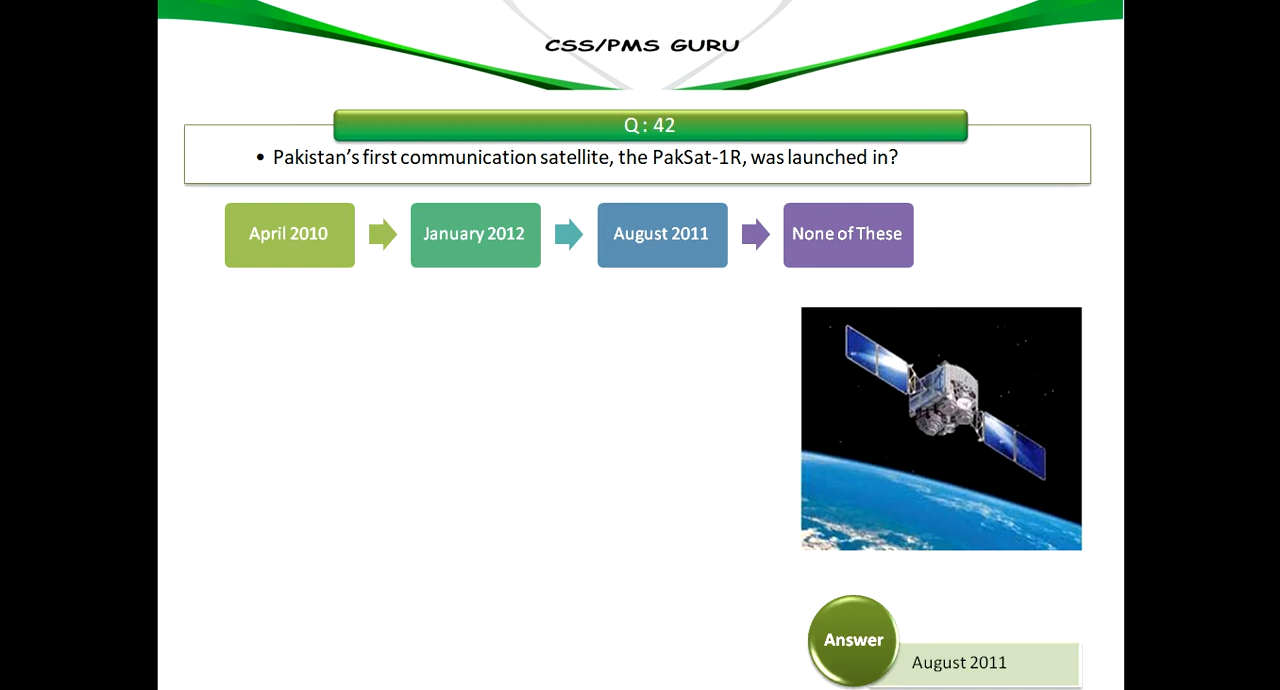 CSS/PMS GURU
Q : 42
• Pakistan's first communication satellite, the PakSat-1R, was launched in?
April 2010
January 2012
August 2011
None of These
Answer
August 2011